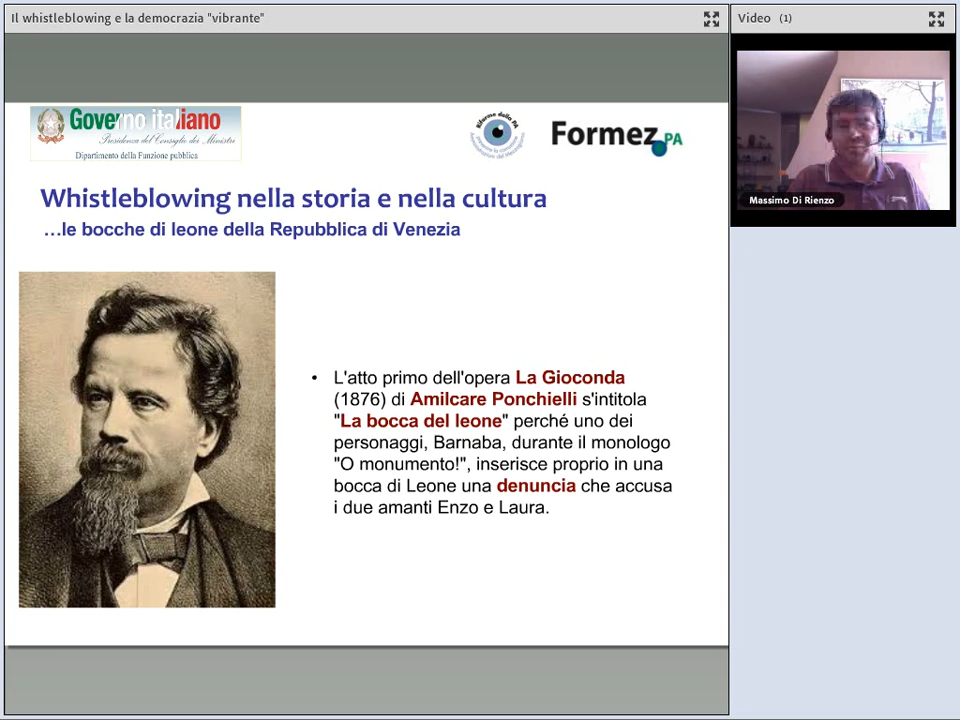 Il whistleblowing e la democrazia "vibrante"
Video (1)
Governo italiano
Presidenza del Consiglio dei Ministri
Dipartimento della Funzione pubblica
Riforme della PA
Formez PA
Massimo Di Rienzo
Whistleblowing nella storia e nella cultura
...le bocche di leone della Repubblica di Venezia
• L'atto primo dell'opera La Gioconda
(1876) di Amilcare Ponchielli s'intitola
"La bocca del leone" perché uno dei
personaggi, Barnaba, durante il monologo
"O monumento!", inserisce proprio in una
bocca di Leone una denuncia che accusa
i due amanti Enzo e Laura.